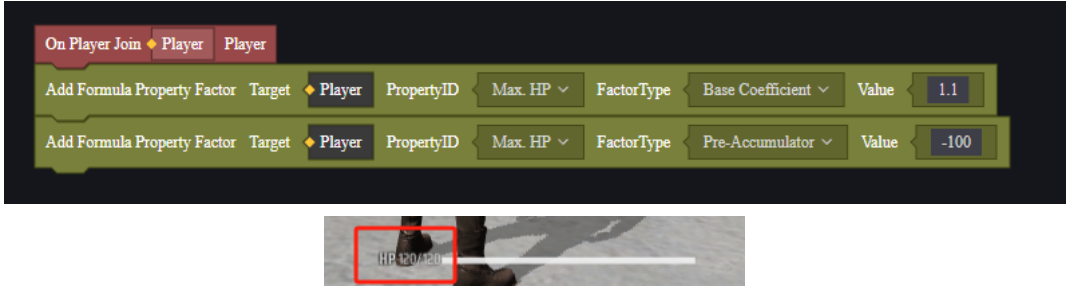 On Player Join Player Player
Add Formula Property Factor Target Player PropertyID Max. HP FactorType Base Coefficient Value 1.1
Add Formula Property Factor Target Player PropertyID Max. HP FactorType Pre-Accumulator Value -100
HP 120/120